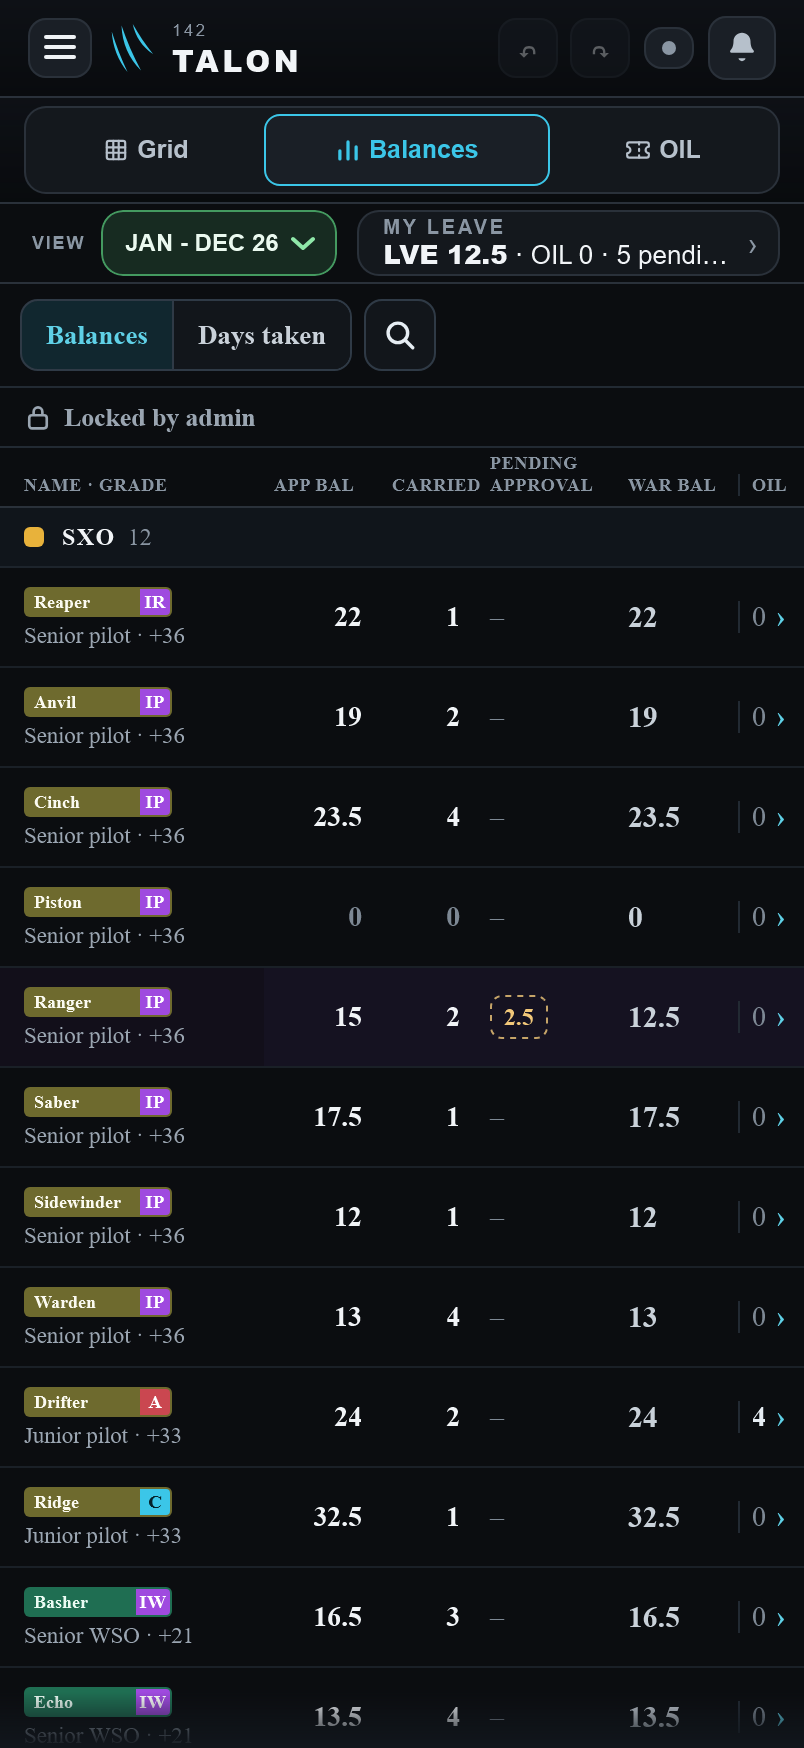 142
TALON
Grid
Balances
OIL
VIEW
JAN - DEC 26
MY LEAVE
LVE 12.5 · OIL 0 · 5 pendi…
Balances
Days taken
Locked by admin
NAME · GRADE APP BAL CARRIED PENDING APPROVAL WAR BAL OIL
SXO 12
Reaper IR
Senior pilot · +36
22 1 – 22 0 ›
Anvil IP
Senior pilot · +36
19 2 – 19 0 ›
Cinch IP
Senior pilot · +36
23.5 4 – 23.5 0 ›
Piston IP
Senior pilot · +36
0 0 – 0 0 ›
Ranger IP
Senior pilot · +36
15 2 2.5 12.5 0 ›
Saber IP
Senior pilot · +36
17.5 1 – 17.5 0 ›
Sidewinder IP
Senior pilot · +36
12 1 – 12 0 ›
Warden IP
Senior pilot · +36
13 4 – 13 0 ›
Drifter A
Junior pilot · +33
24 2 – 24 4 ›
Ridge C
Junior pilot · +33
32.5 1 – 32.5 0 ›
Basher IW
Senior WSO · +21
16.5 3 – 16.5 0 ›
Echo IW
Senior WSO · +21
13.5 4 – 13.5 0 ›